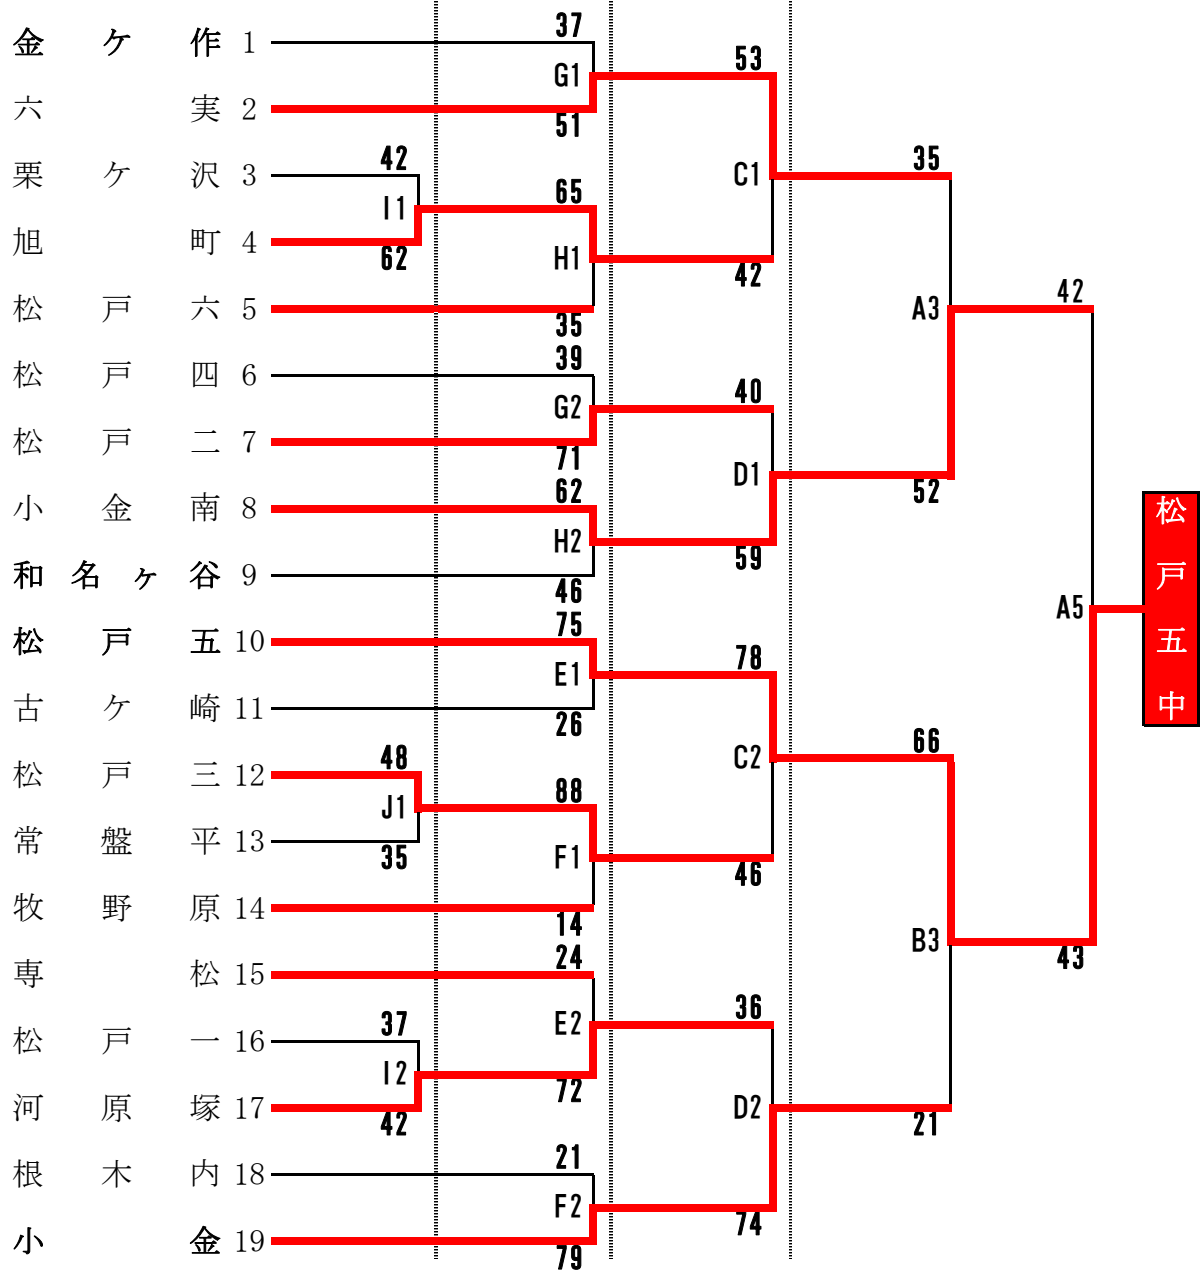 金ケ作 1
37
G1
53
六実 2
51
栗ケ沢 3
42
C1
35
I1
65
旭町 4
62
H1
42
松戸六 5
35
A3
42
松戸四 6
39
G2
40
松戸二 7
71
D1
52
小金南 8
62
H2
59
和名ヶ谷 9
46
松戸五中
A5
松戸五 10
75
E1
78
古ケ崎 11
26
C2
66
松戸三 12
48
J1
88
常盤平 13
35
F1
46
牧野原 14
14
B3
43
専松 15
24
E2
36
松戸一 16
37
I2
72
河原塚 17
42
D2
21
根木内 18
21
F2
74
小金 19
79